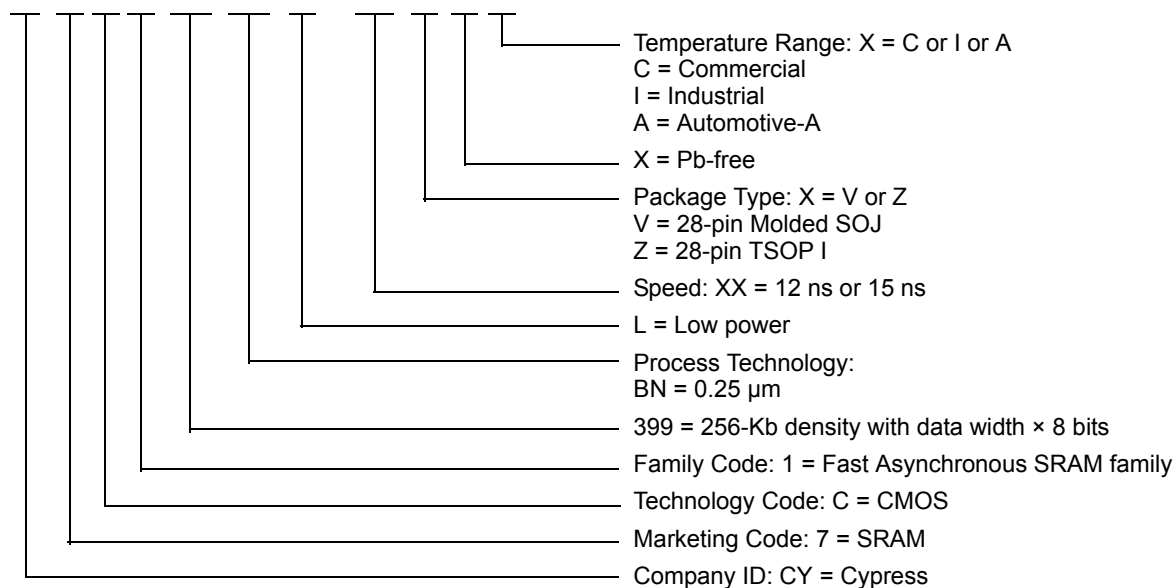 Temperature Range: X = C or I or A
C = Commercial
I = Industrial
A = Automotive-A
X = Pb-free
Package Type: X = V or Z
V = 28-pin Molded SOJ
Z = 28-pin TSOP I
Speed: XX = 12 ns or 15 ns
L = Low power
Process Technology:
BN = 0.25 µm
399 = 256-Kb density with data width × 8 bits
Family Code: 1 = Fast Asynchronous SRAM family
Technology Code: C = CMOS
Marketing Code: 7 = SRAM
Company ID: CY = Cypress